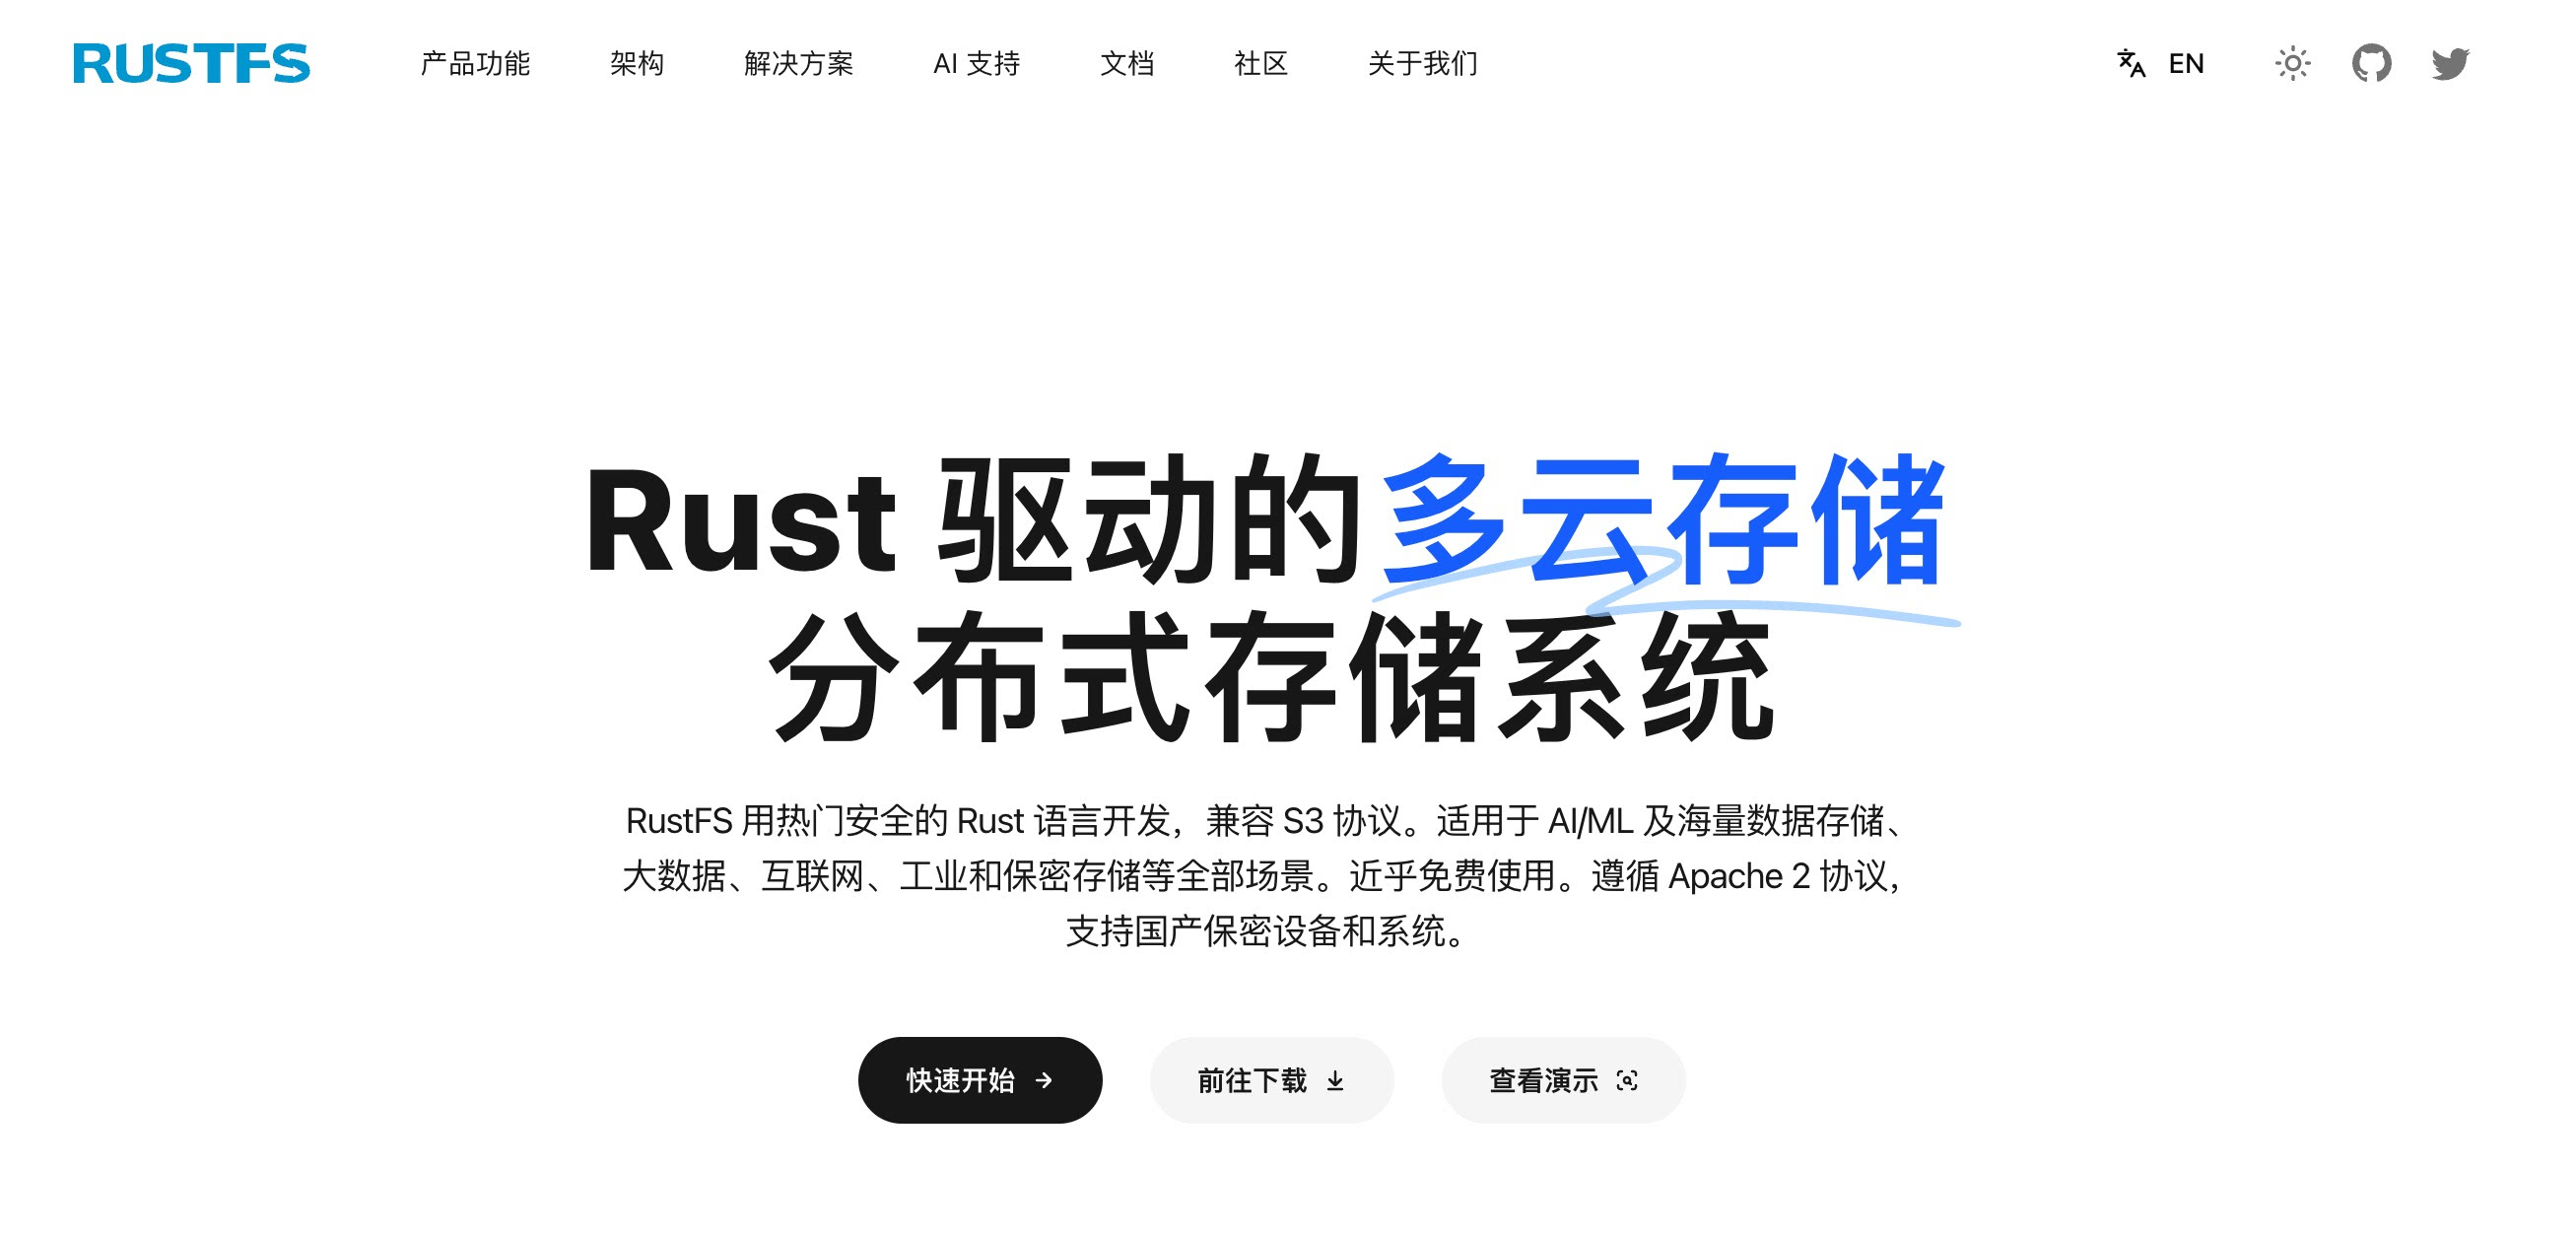 RUSTFS
产品功能
架构
解决方案
AI 支持
文档
社区
关于我们
EN
Rust 驱动的多云存储
分布式存储系统
RustFS 用热门安全的 Rust 语言开发，兼容 S3 协议。适用于 AI/ML 及海量数据存储、
大数据、互联网、工业和保密存储等全部场景。近乎免费使用。遵循 Apache 2 协议，
支持国产保密设备和系统。
快速开始
前往下载
查看演示